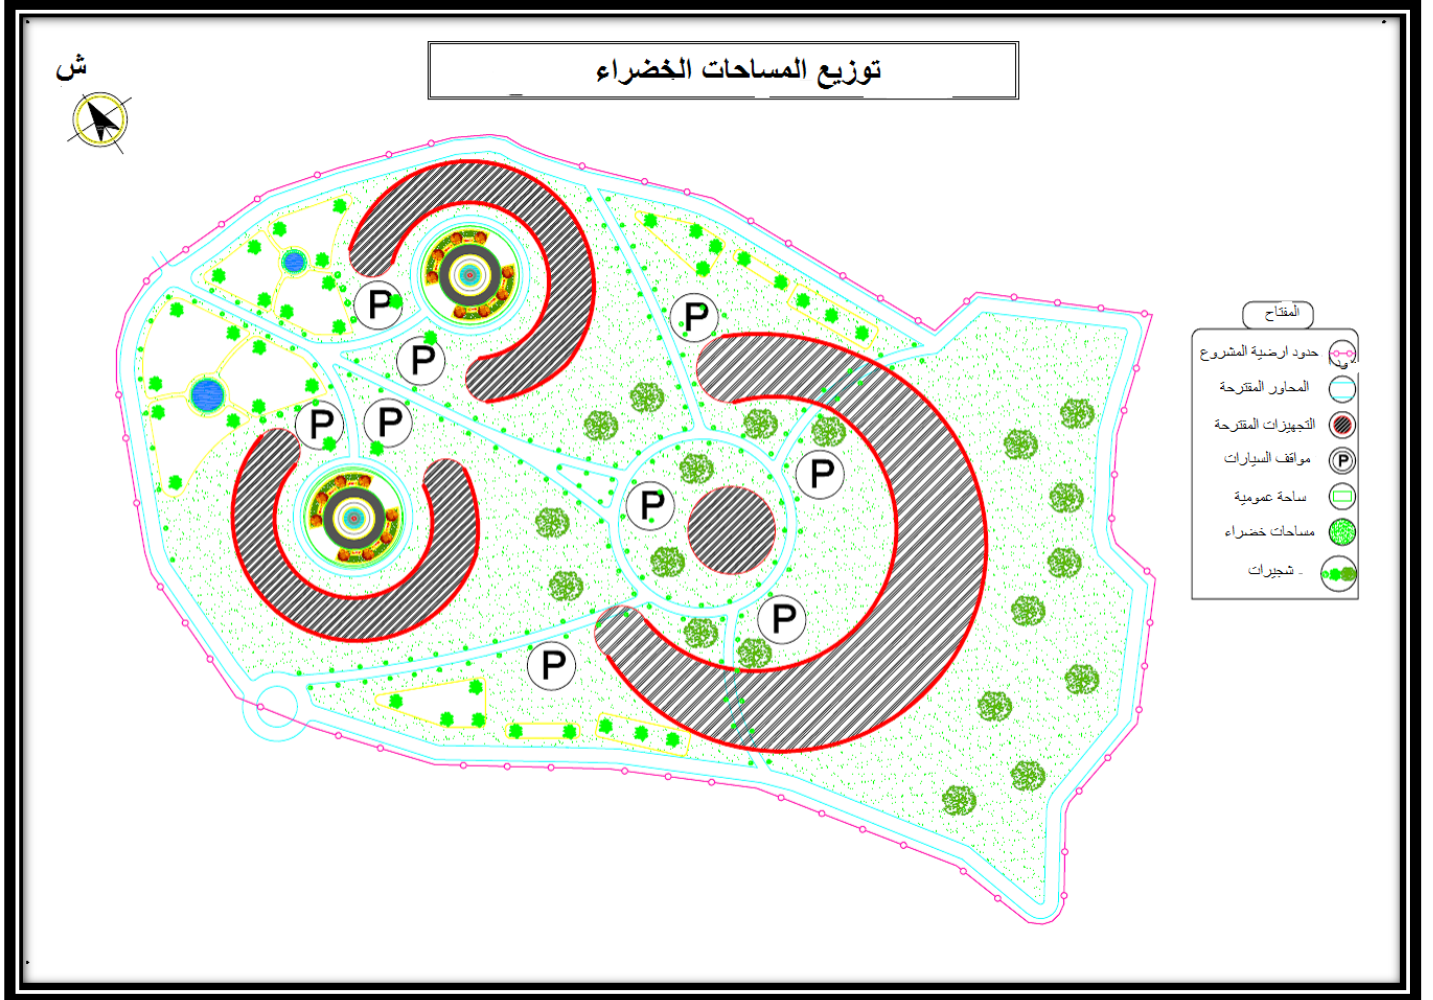 توزيع المساحات الخضراء
ش
P
P
P
P
P
P
P
P
P
المفتاح
حدود ارضية المشروع
المحاور المقترحة
التجهيزات المقترحة
مواقف السيارات
P
ساحة عمومية
مساحات خضراء
شجيرات